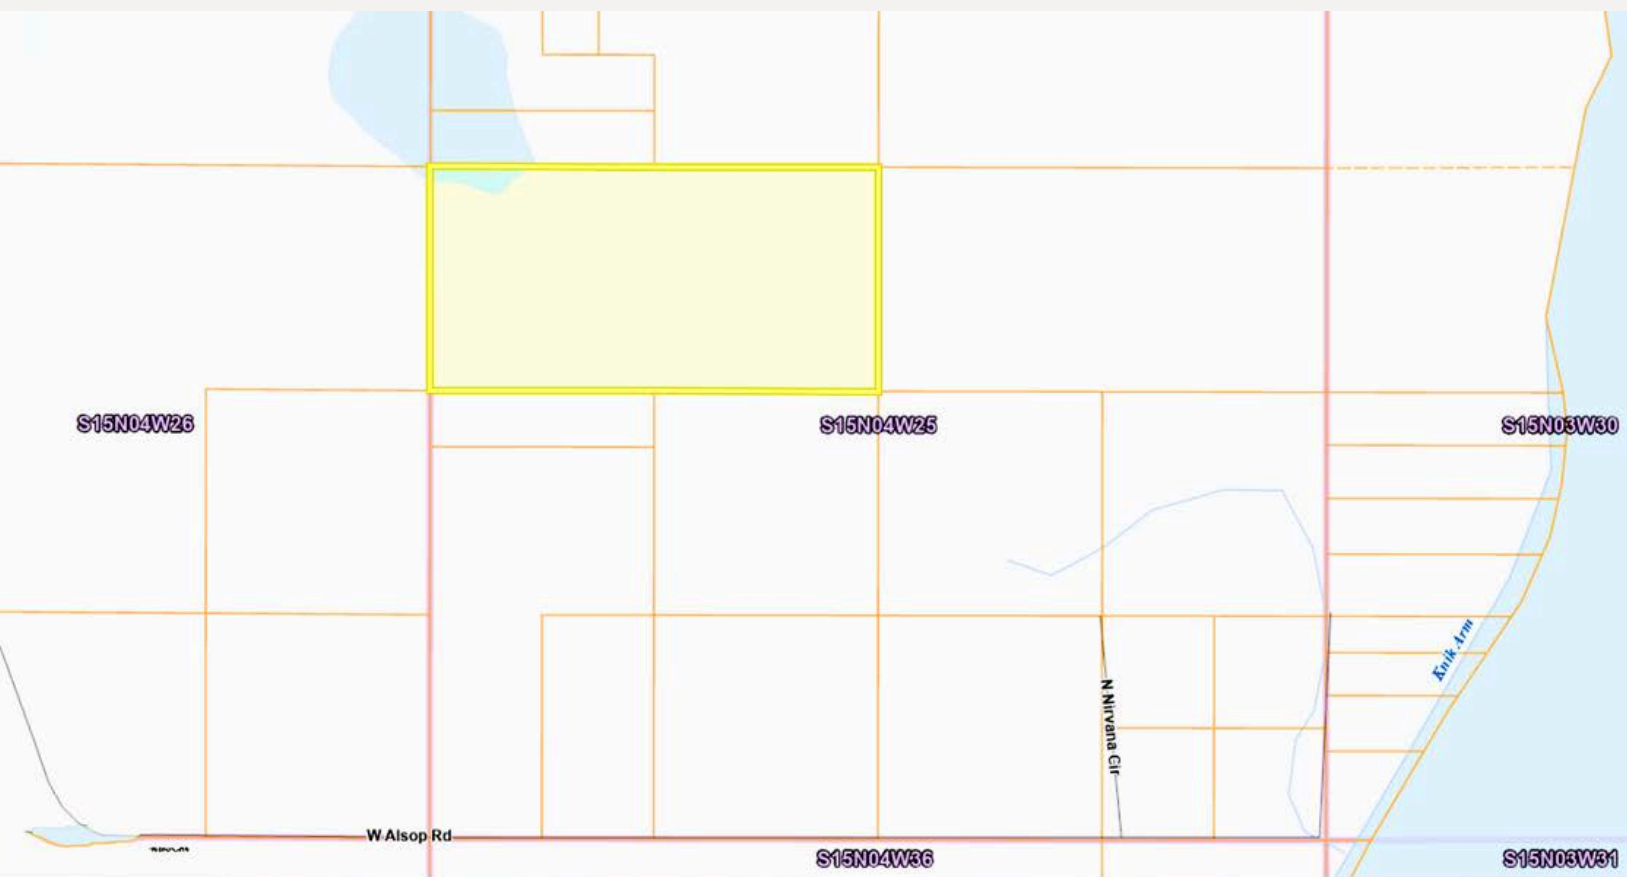 S15N04W26
S15N04W25
S15N03W30
Knik Arm
N Nirvana Cir
W Alsop Rd
S15N04W36
S15N03W31